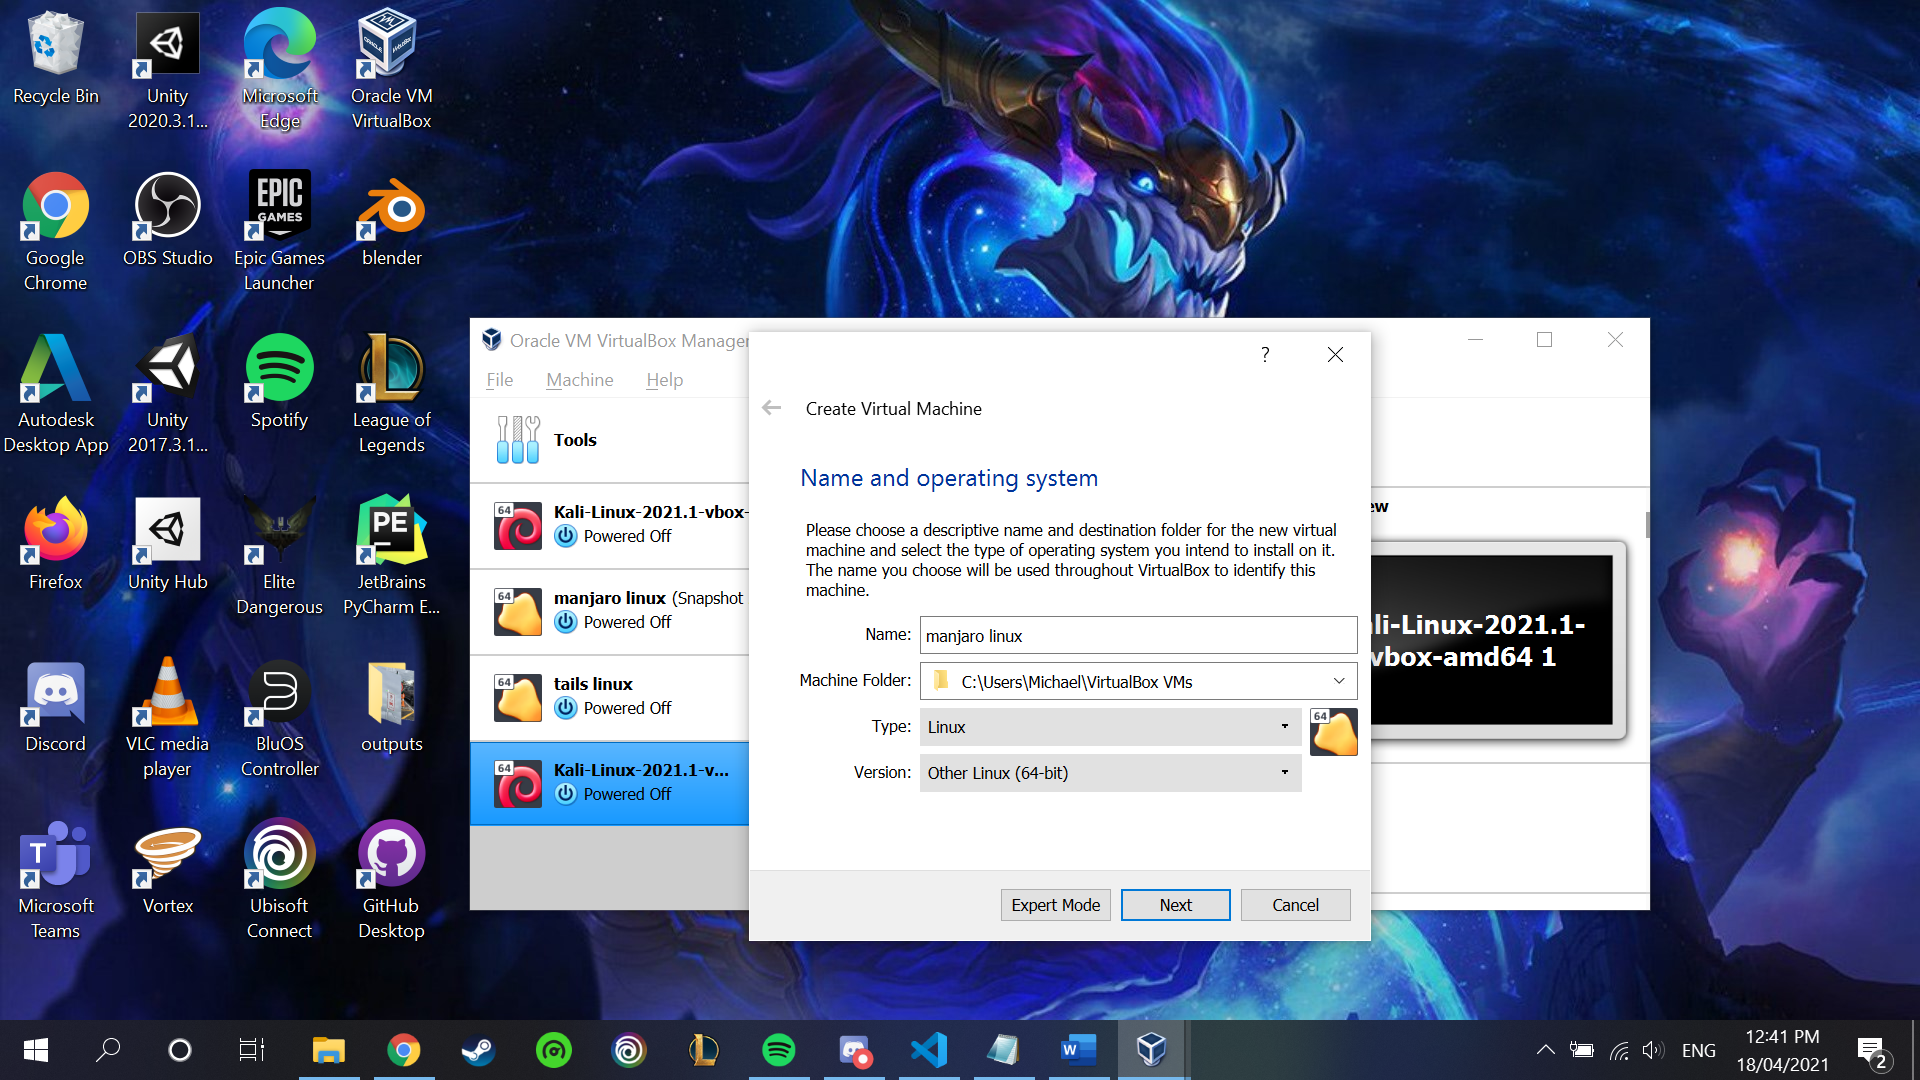 Recycle Bin
Unity
2020.3.1...
Microsoft
Edge
Oracle VM
VirtualBox
Google
Chrome
OBS Studio
EPIC
GAMES
Epic Games
Launcher
blender
Autodesk
Desktop App
Unity
2017.3.1...
Spotify
League of
Legends
Firefox
Unity Hub
Elite
Dangerous
PE
JetBrains
PyCharm E...
Discord
VLC media
player
BluOS
Controller
outputs
T
Microsoft
Teams
Vortex
Ubisoft
Connect
GitHub
Desktop
Oracle VM VirtualBox Manager
File
Machine
Help
Tools
64
Kali-Linux-2021.1-vbox-
Powered Off
64
manjaro linux (Snapshot
Powered Off
64
tails linux
Powered Off
64
Kali-Linux-2021.1-v...
Powered Off
?
Create Virtual Machine
Name and operating system
Please choose a descriptive name and destination folder for the new virtual
machine and select the type of operating system you intend to install on it.
The name you choose will be used throughout VirtualBox to identify this
machine.
Name: manjaro linux
Machine Folder: C:\Users\Michael\VirtualBox VMs
Type: Linux
64
Version: Other Linux (64-bit)
Expert Mode
Next
Cancel
ew
li-Linux-2021.1-
vbox-amd64 1
W
ENG
12:41 PM
18/04/2021
2